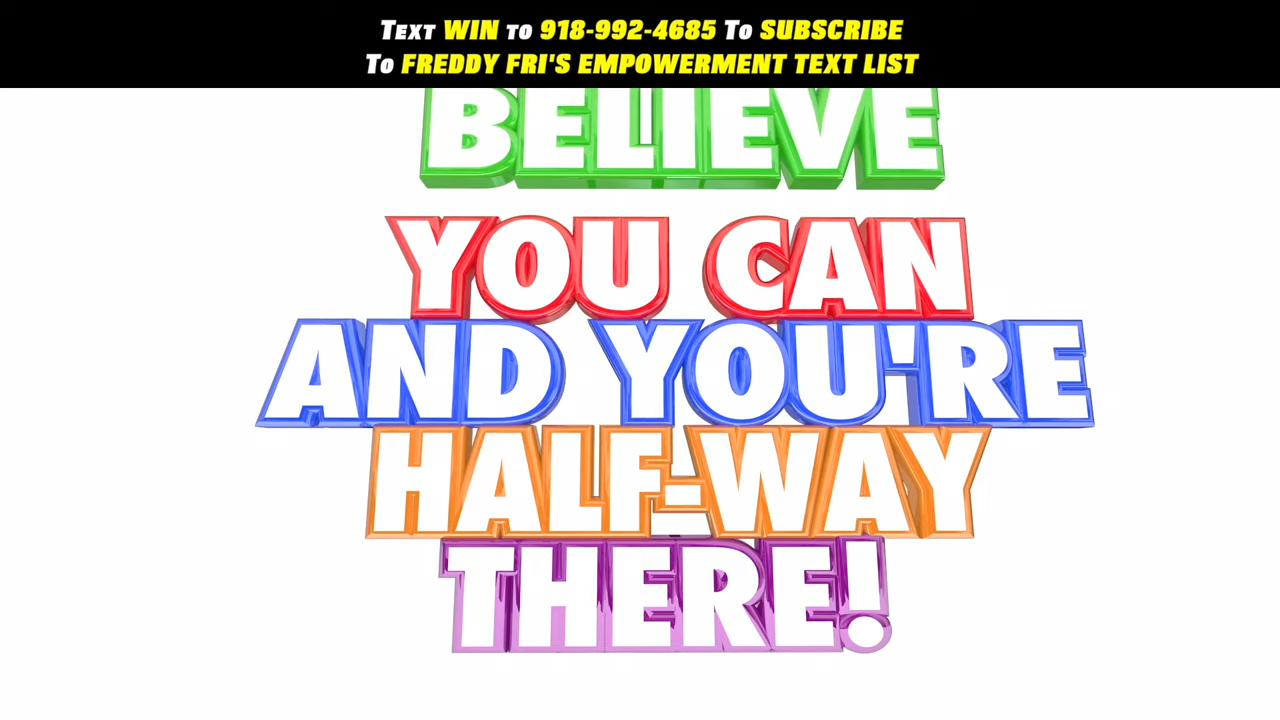 Text WIN to 918-992-4685 To SUBSCRIBE
To FREDDY FRI'S EMPOWERMENT TEXT LIST
BELIEVE
YOU CAN
AND YOU'RE
HALF-WAY
THERE!